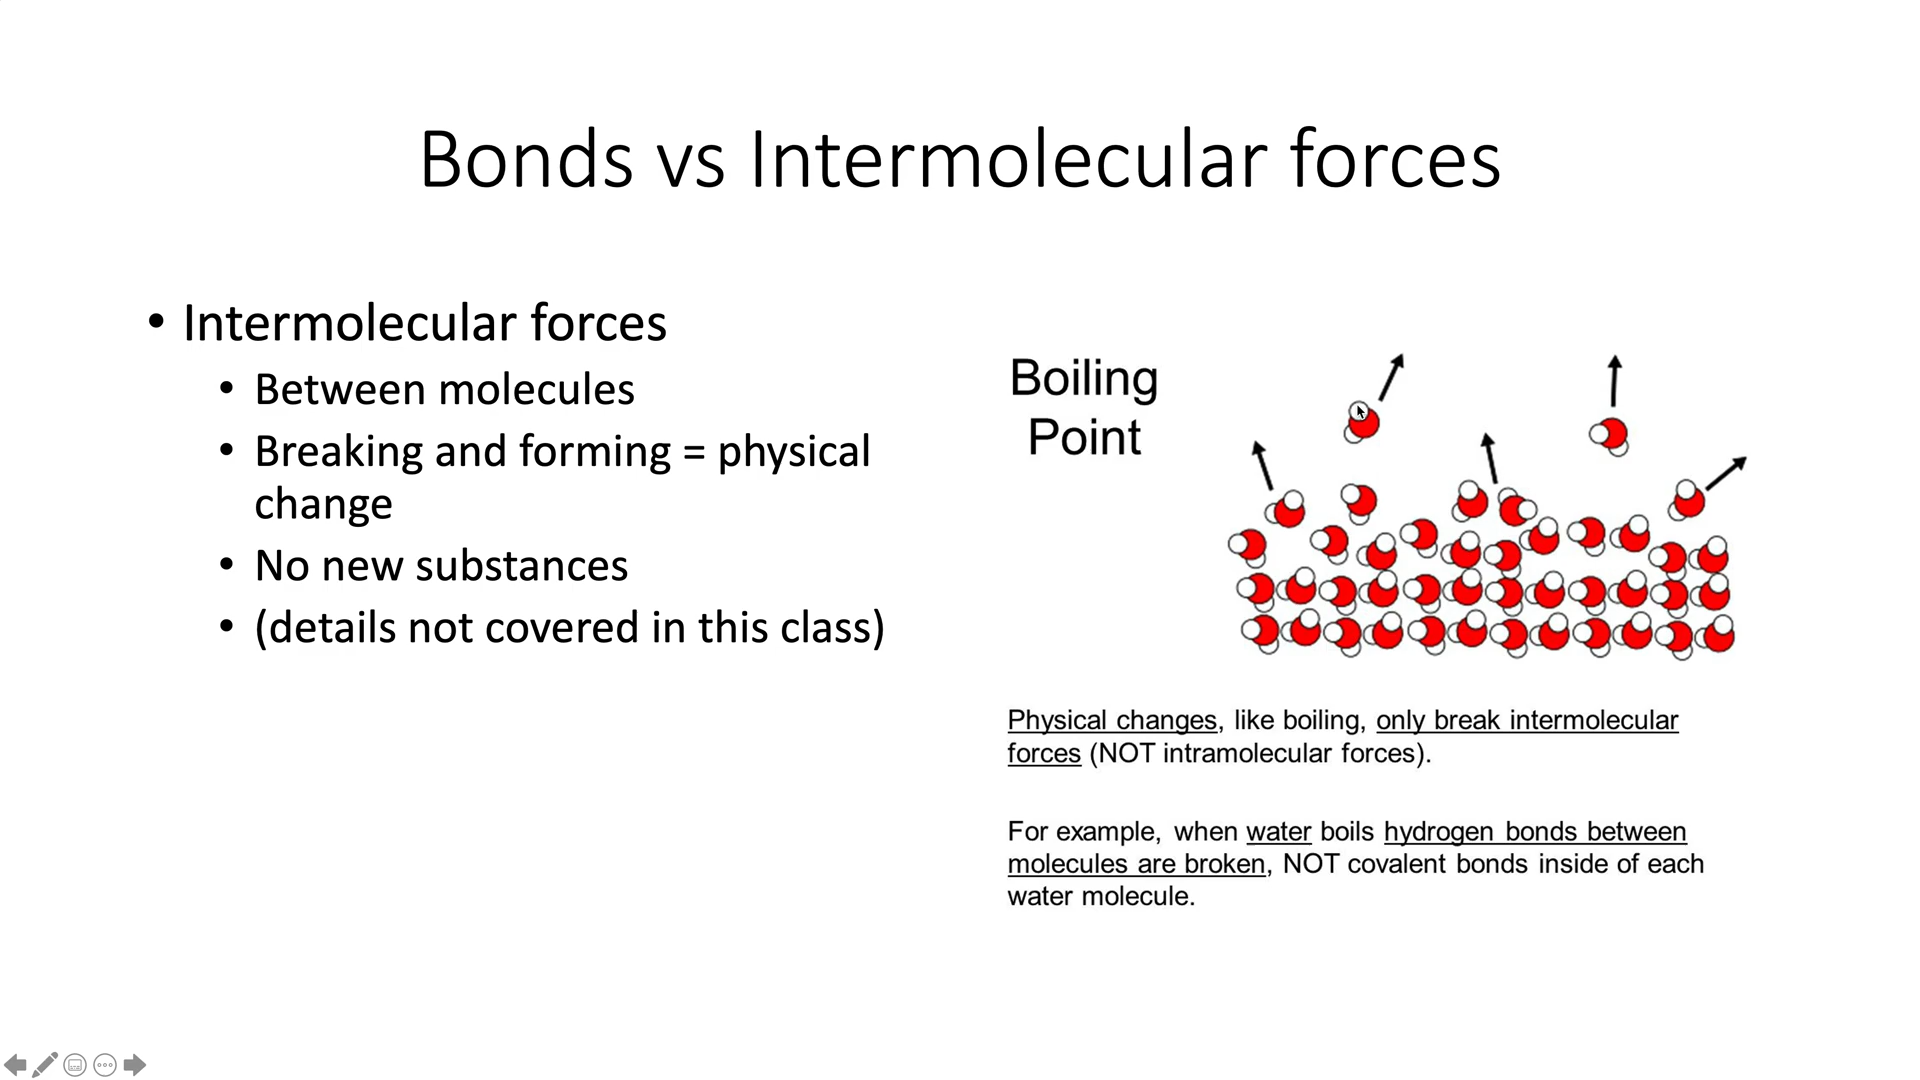 Bonds vs Intermolecular forces
• Intermolecular forces
• Between molecules
• Breaking and forming = physical
change
• No new substances
• (details not covered in this class)
Boiling
Point
Physical changes, like boiling, only break intermolecular
forces (NOT intramolecular forces).
For example, when water boils hydrogen bonds between
molecules are broken, NOT covalent bonds inside of each
water molecule.